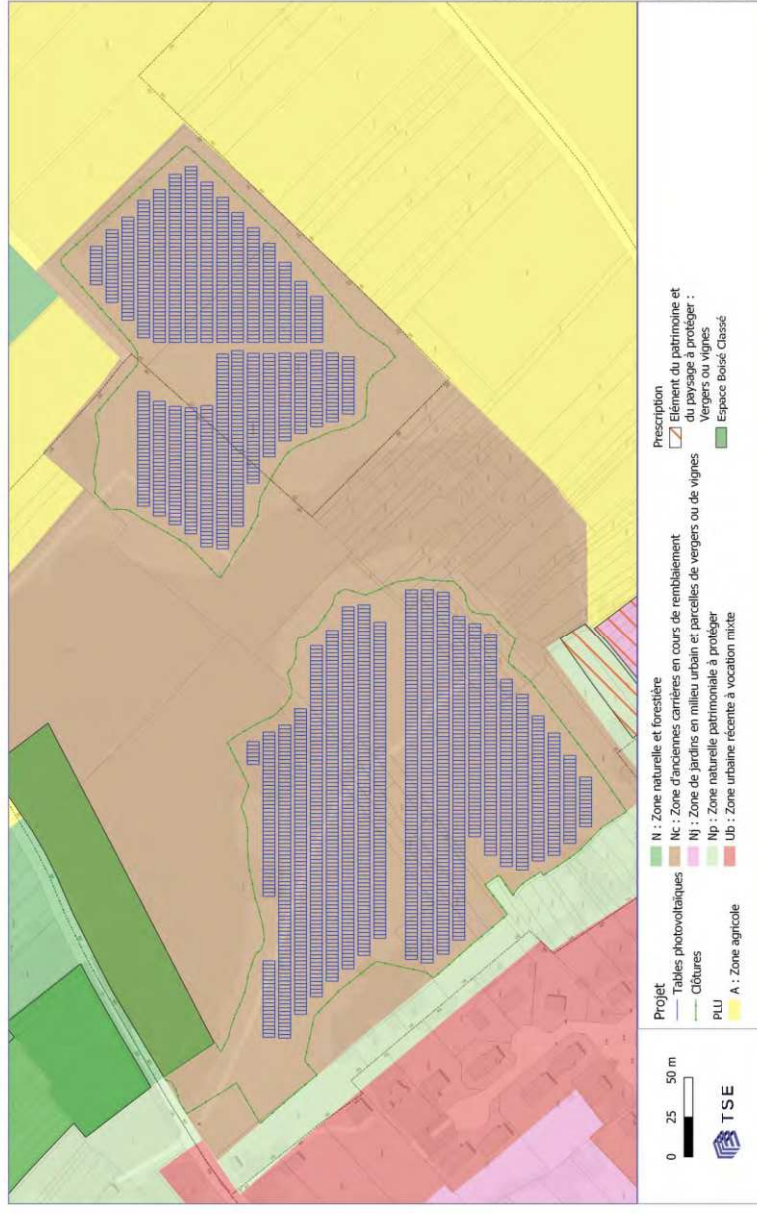 0 25 50 m
TSE
Projet
Tables photovoltaïques
Clôtures
PLU
A : Zone agricole
N : Zone naturelle et forestière
Nc : Zone d'anciennes carrières en cours de remblaiement
Nj : Zone de jardins en milieu urbain et parcelles de vergers ou de vignes
Np : Zone naturelle patrimoniale à protéger
Ub : Zone urbaine récente à vocation mixte
Prescription
Elément du patrimoine et
du paysage à protéger :
Vergers ou vignes
Espace Boisé Classé